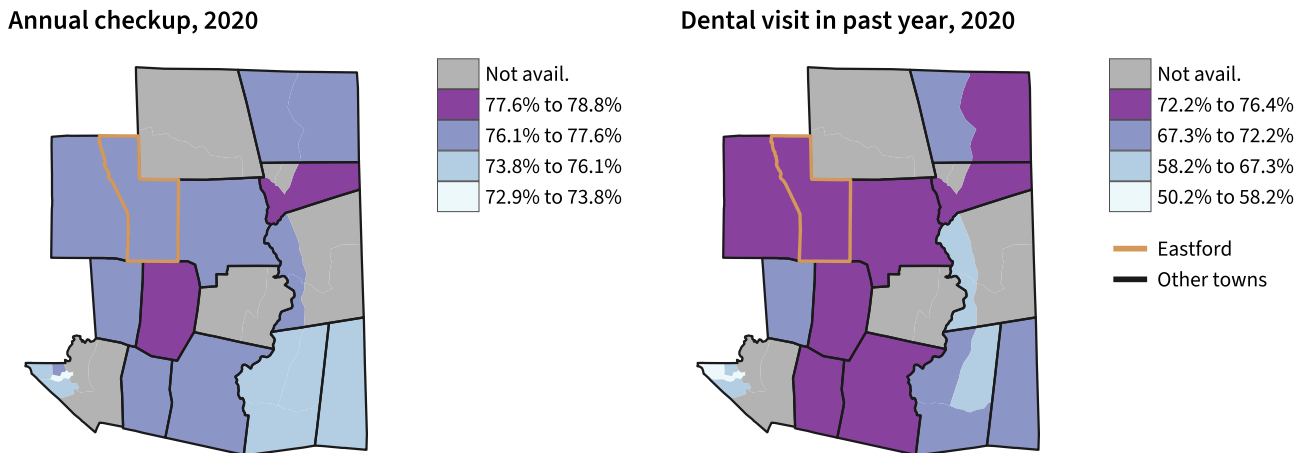 Annual checkup, 2020
Not avail.
77.6% to 78.8%
76.1% to 77.6%
73.8% to 76.1%
72.9% to 73.8%
Dental visit in past year, 2020
Not avail.
72.2% to 76.4%
67.3% to 72.2%
58.2% to 67.3%
50.2% to 58.2%
Eastford
Other towns